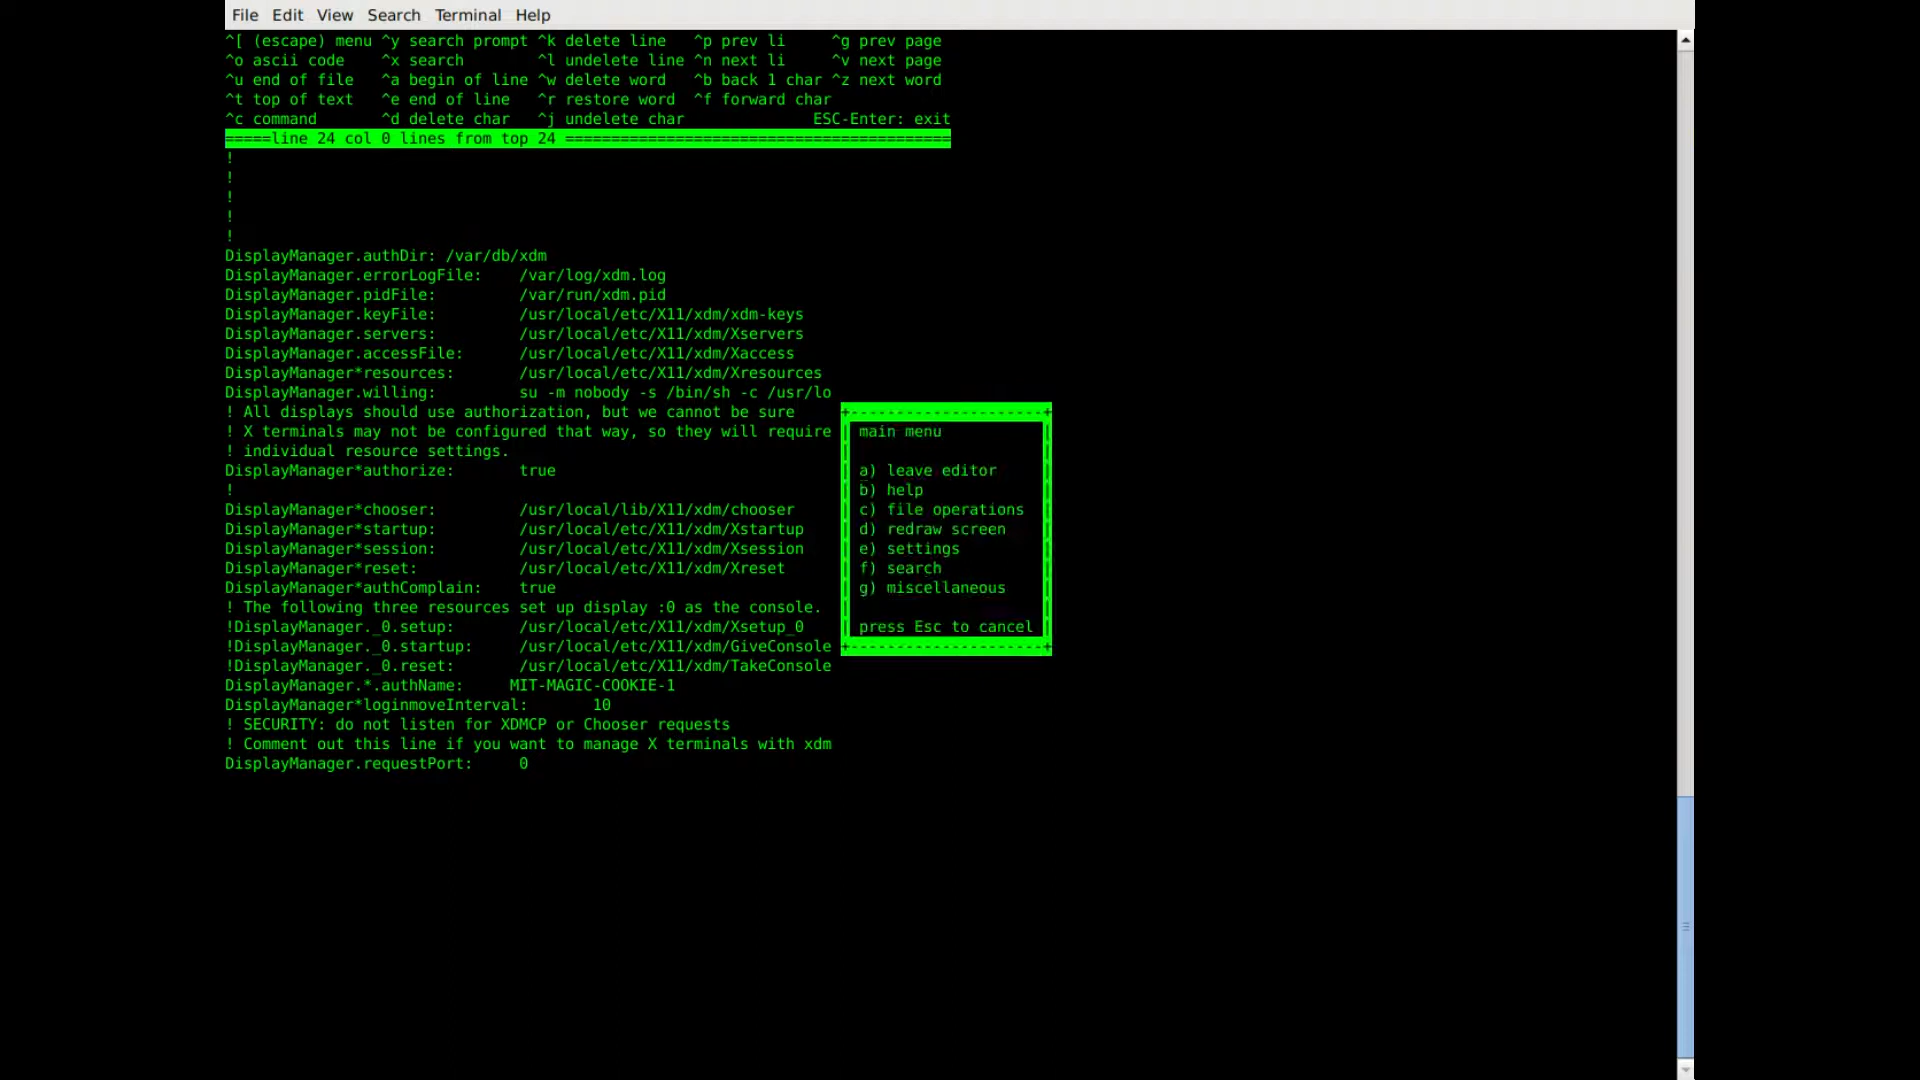 File Edit View Search Terminal Help
^[ (escape) menu ^y search prompt ^k delete line ^p prev li ^g prev page
^o ascii code ^x search ^l undelete line ^n next li ^v next page
^u end of file ^a begin of line ^w delete word ^b back 1 char ^z next word
^t top of text ^e end of line ^r restore word ^f forward char
^c command ^d delete char ^j undelete char ESC-Enter: exit
=====line 24 col 0 lines from top 24 ==========================================
!
!
!
!
!
DisplayManager.authDir: /var/db/xdm
DisplayManager.errorLogFile: /var/log/xdm.log
DisplayManager.pidFile: /var/run/xdm.pid
DisplayManager.keyFile: /usr/local/etc/X11/xdm/xdm-keys
DisplayManager.servers: /usr/local/etc/X11/xdm/Xservers
DisplayManager.accessFile: /usr/local/etc/X11/xdm/Xaccess
DisplayManager*resources: /usr/local/etc/X11/xdm/Xresources
DisplayManager.willing: su -m nobody -s /bin/sh -c /usr/lo
! All displays should use authorization, but we cannot be sure
! X terminals may not be configured that way, so they will require
! individual resource settings.
DisplayManager*authorize: true
!
DisplayManager*chooser: /usr/local/lib/X11/xdm/chooser
DisplayManager*startup: /usr/local/etc/X11/xdm/Xstartup
DisplayManager*session: /usr/local/etc/X11/xdm/Xsession
DisplayManager*reset: /usr/local/etc/X11/xdm/Xreset
DisplayManager*authComplain: true
! The following three resources set up display :0 as the console.
!DisplayManager._0.setup: /usr/local/etc/X11/xdm/Xsetup_0
!DisplayManager._0.startup: /usr/local/etc/X11/xdm/GiveConsole
!DisplayManager._0.reset: /usr/local/etc/X11/xdm/TakeConsole
DisplayManager.*.authName: MIT-MAGIC-COOKIE-1
DisplayManager*loginmoveInterval: 10
! SECURITY: do not listen for XDMCP or Chooser requests
! Comment out this line if you want to manage X terminals with xdm
DisplayManager.requestPort: 0
main menu
a) leave editor
b) help
c) file operations
d) redraw screen
e) settings
f) search
g) miscellaneous
press Esc to cancel